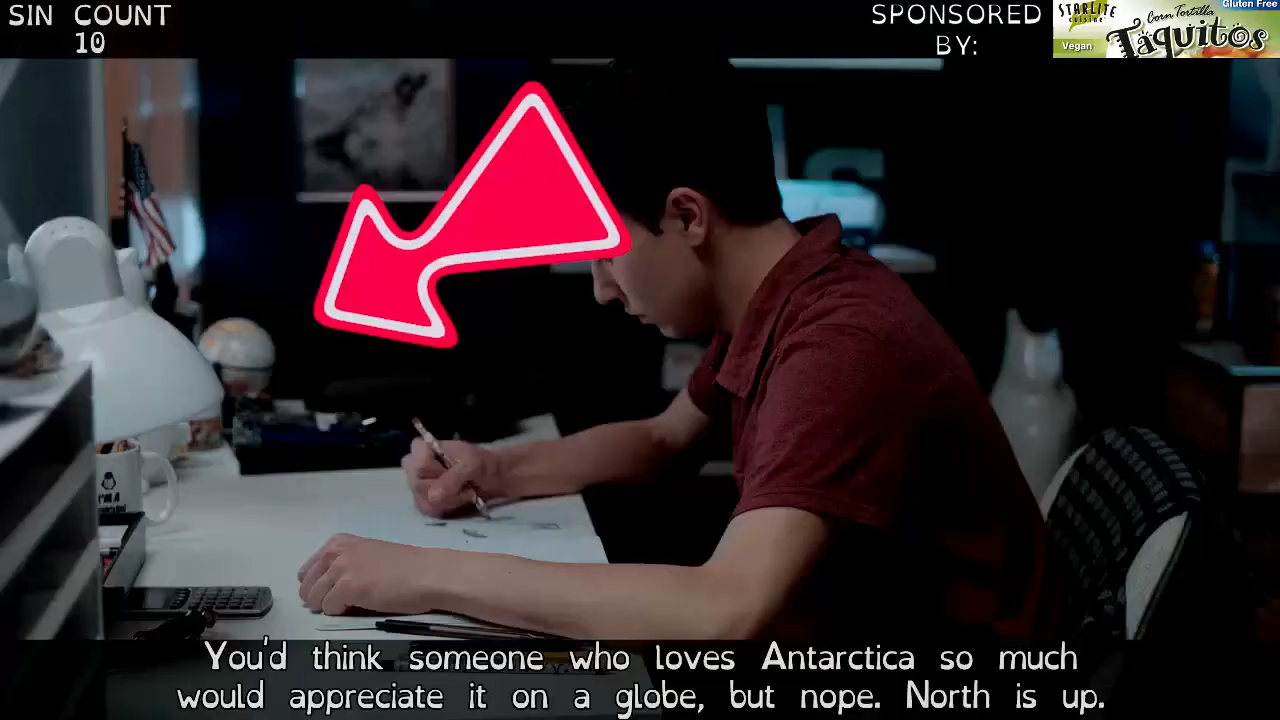 SIN COUNT
10
SPONSORED
BY:
STARLITE
cuisine
Gluten Free
Corn Tortilla
Taquitos
Vegan
I'M A
You'd think someone who loves Antarctica so much
would appreciate it on a globe, but nope. North is up.